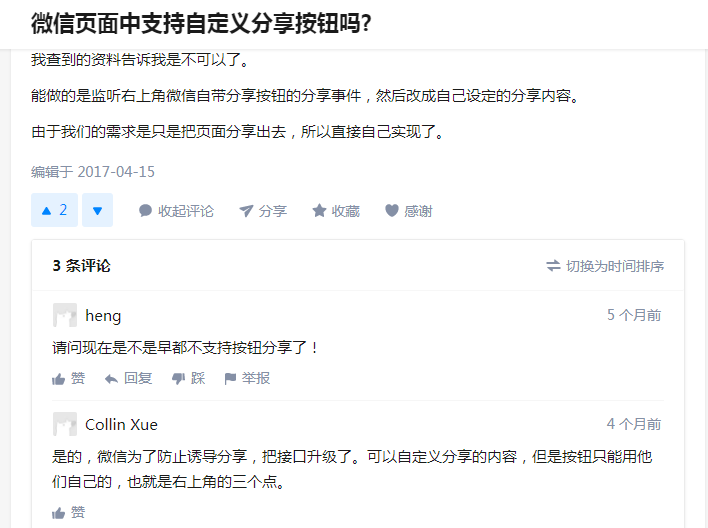 微信页面中支持自定义分享按钮吗?
我查到的资料告诉我是不可以了。
能做的是监听右上角微信自带分享按钮的分享事件，然后改成自己设定的分享内容。
由于我们的需求是只是把页面分享出去，所以直接自己实现了。
编辑于 2017-04-15
2 收起评论 分享 收藏 感谢
3 条评论 切换为时间排序
heng 5 个月前
请问现在是不是早都不支持按钮分享了！
赞 回复 踩 举报
Collin Xue 4 个月前
是的，微信为了防止诱导分享，把接口升级了。可以自定义分享的内容，但是按钮只能用他
们自己的，也就是右上角的三个点。
赞